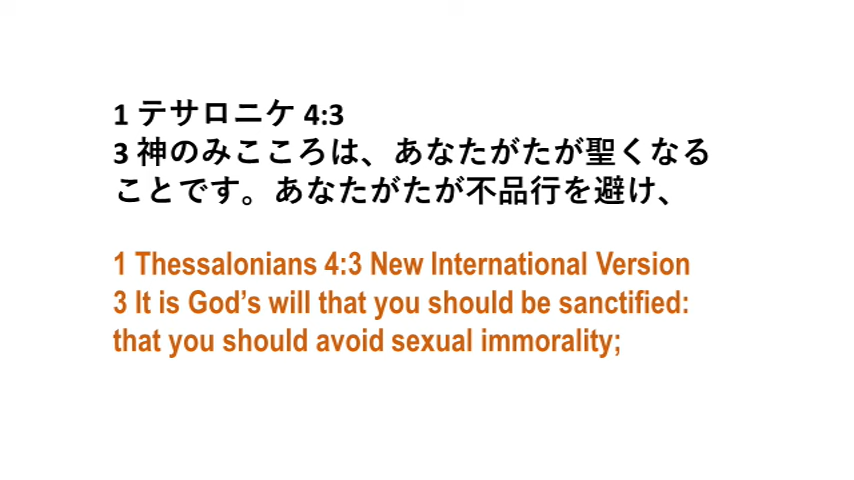 1 テサロニケ 4:3
3 神のみこころは、あなたがたが聖くなる
ことです。あなたがたが不品行を避け、
1 Thessalonians 4:3 New International Version
3 It is God’s will that you should be sanctified:
that you should avoid sexual immorality;